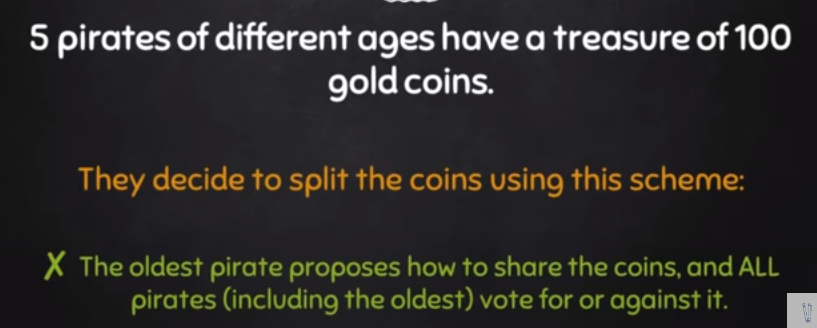 5 pirates of different ages have a treasure of 100
gold coins.
They decide to split the coins using this scheme:
✗ The oldest pirate proposes how to share the coins, and ALL
pirates (including the oldest) vote for or against it.